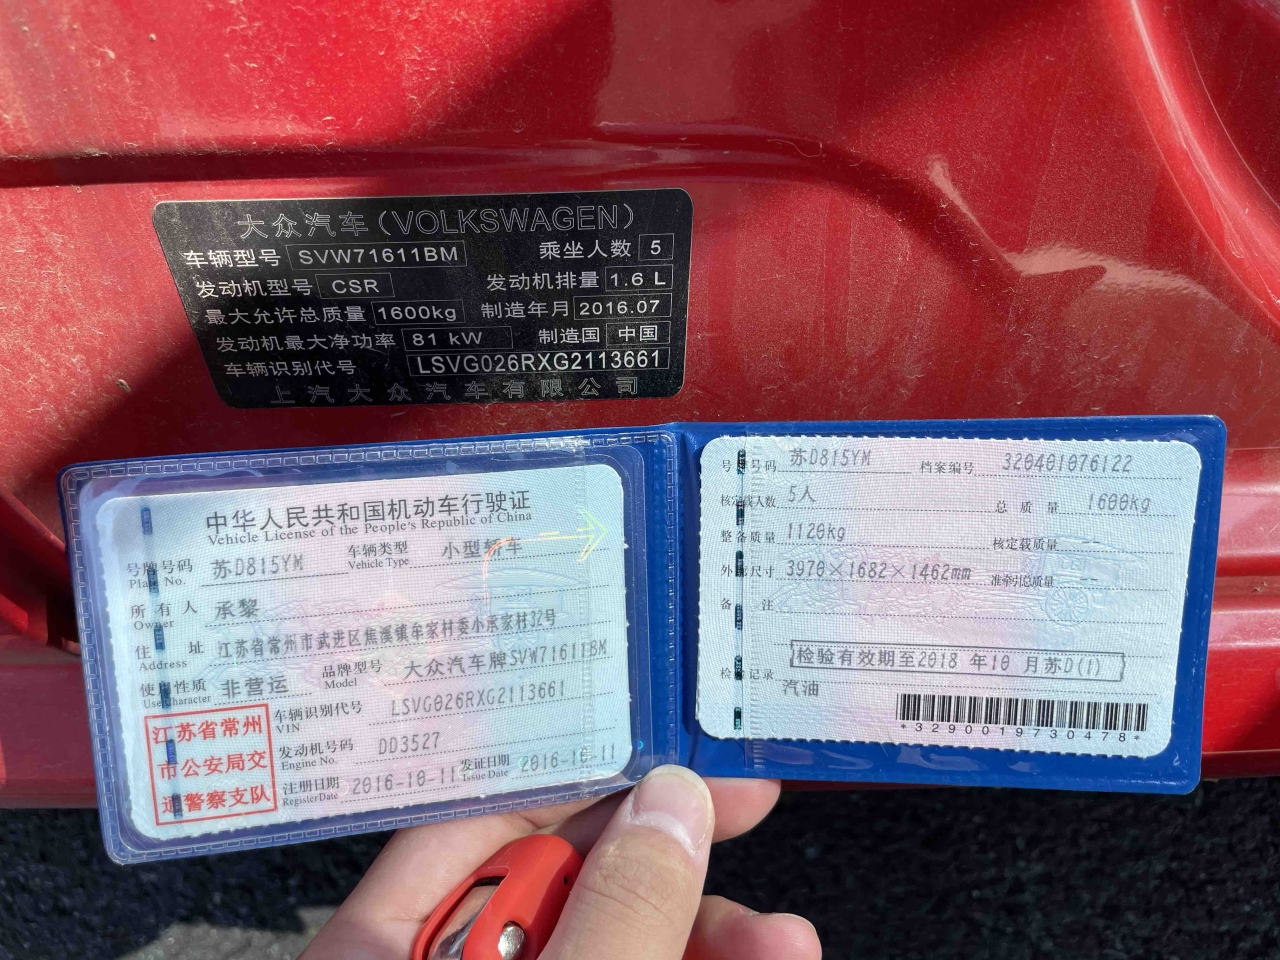 大众汽车(VOLKSWAGEN)
车辆型号 SVW71611BM 乘坐人数 5
发动机型号 CSR 发动机排量 1.6 L
最大允许总质量 1600kg 制造年月 2016.07
发动机最大净功率 81 kW 制造国 中国
车辆识别代号 LSVG026RXG2113661
上汽大众汽车有限公司
中华人民共和国机动车行驶证
Vehicle License of the People's Republic of China
号牌号码 苏D815YM 车辆类型 小型轿车
Plate No. Vehicle Type
所有人 承黎
Owner
住址 江苏省常州市武进区焦溪镇牟家村委小承家村32号
Address
使用性质 非营运 品牌型号 大众汽车牌SVW71611BM
Use Character Model
车辆识别代号 LSVG026RXG2113661
VIN
发动机号码 DD3527
Engine No.
注册日期 2016-10-11 发证日期 2016-10-11
Register Date Issue Date
江苏省常州
市公安局交
通警察支队
号牌号码 苏D815YM 档案编号 320401076122
核定载人数 5人 总质量 1600kg
整备质量 1120kg 核定载质量 --
外廓尺寸 3970×1682×1462mm 准牵引总质量 --
备注
检验有效期至2018年10月苏D(1)
检验记录
汽油
*3290019730478*